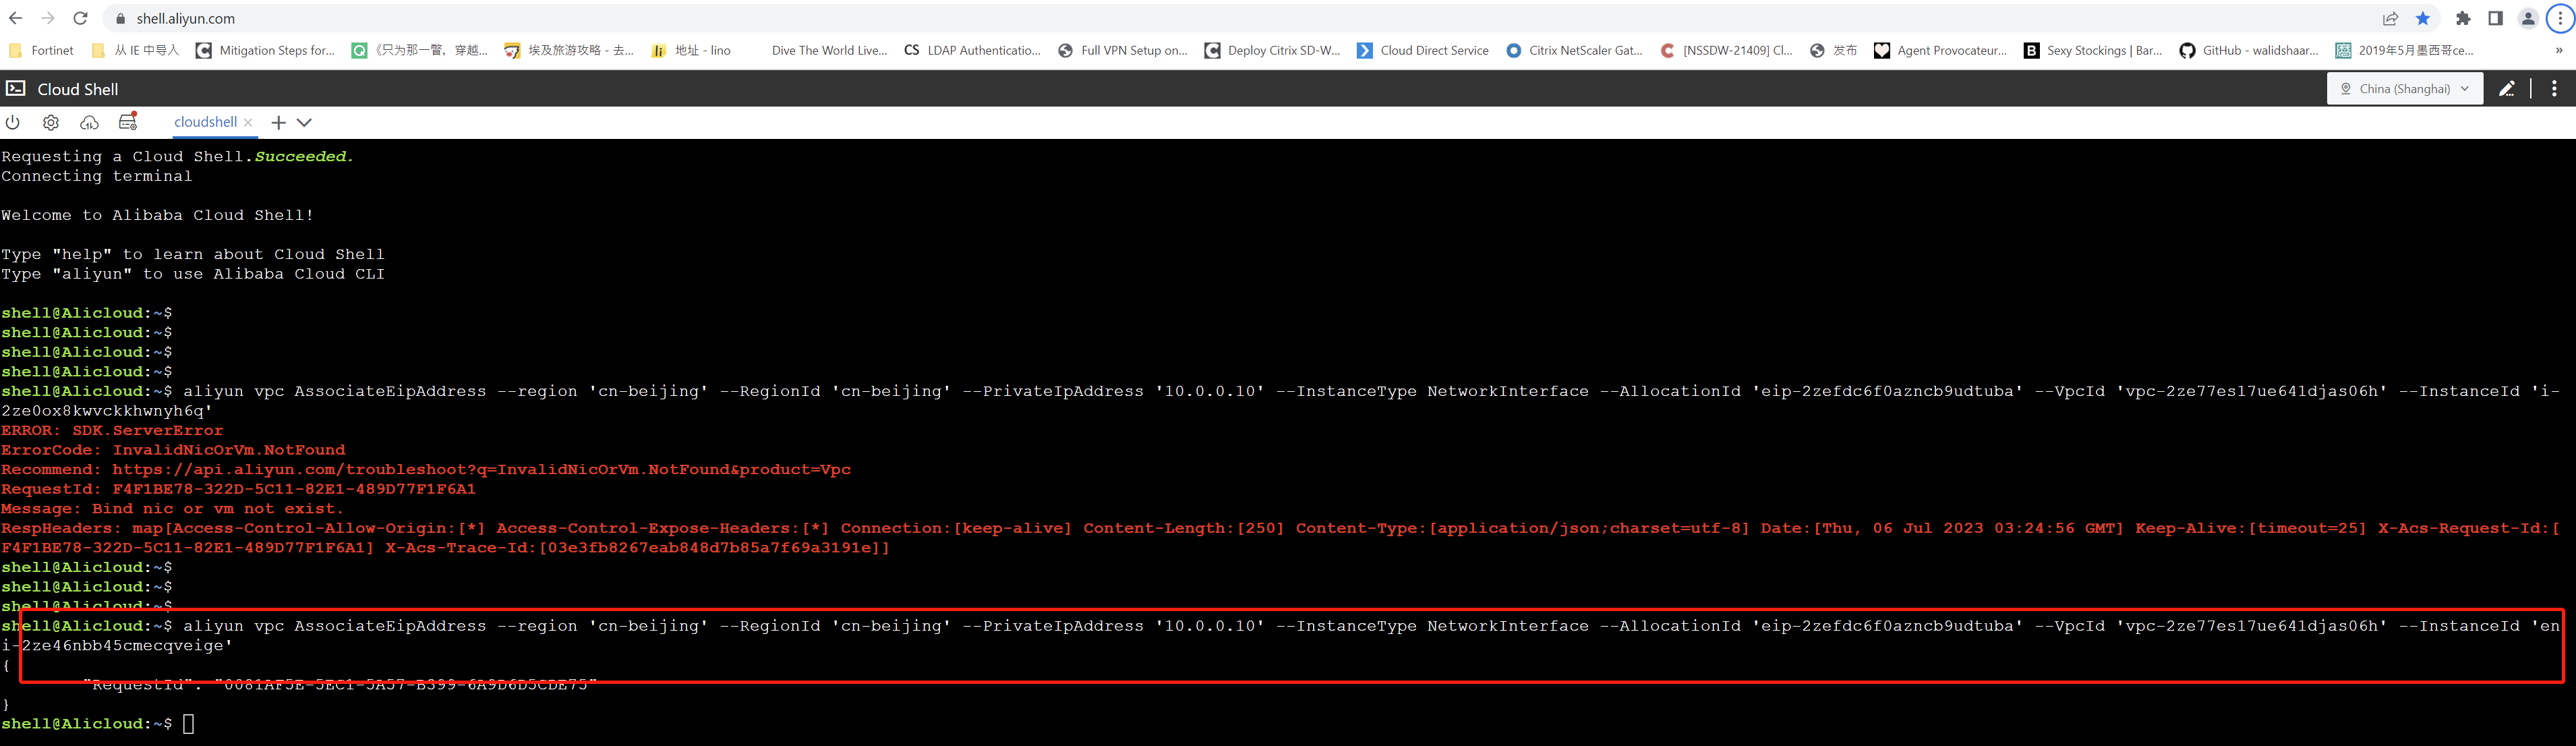 shell.aliyun.com
Fortinet 从 IE 中导入 Mitigation Steps for... 《只为那一瞥，穿越... 埃及旅游攻略 - 去... 地址 - lino Dive The World Live... CS LDAP Authenticatio... Full VPN Setup on... Deploy Citrix SD-W... Cloud Direct Service Citrix NetScaler Gat... [NSSDW-21409] Cl... 发布 Agent Provocateur... B Sexy Stockings | Bar... GitHub - walidshaar... 2019年5月墨西哥ce... »
Cloud Shell China (Shanghai)
cloudshell
Requesting a Cloud Shell.Succeeded.
Connecting terminal
Welcome to Alibaba Cloud Shell!
Type "help" to learn about Cloud Shell
Type "aliyun" to use Alibaba Cloud CLI
shell@Alicloud:~$
shell@Alicloud:~$
shell@Alicloud:~$
shell@Alicloud:~$
shell@Alicloud:~$ aliyun vpc AssociateEipAddress --region 'cn-beijing' --RegionId 'cn-beijing' --PrivateIpAddress '10.0.0.10' --InstanceType NetworkInterface --AllocationId 'eip-2zefdc6f0azncb9udtuba' --VpcId 'vpc-2ze77es17ue641djas06h' --InstanceId 'i-
2ze0ox8kwvckkhwnyh6q'
ERROR: SDK.ServerError
ErrorCode: InvalidNicOrVm.NotFound
Recommend: https://api.aliyun.com/troubleshoot?q=InvalidNicOrVm.NotFound&product=Vpc
RequestId: F4F1BE78-322D-5C11-82E1-489D77F1F6A1
Message: Bind nic or vm not exist.
RespHeaders: map[Access-Control-Allow-Origin:[*] Access-Control-Expose-Headers:[*] Connection:[keep-alive] Content-Length:[250] Content-Type:[application/json;charset=utf-8] Date:[Thu, 06 Jul 2023 03:24:56 GMT] Keep-Alive:[timeout=25] X-Acs-Request-Id:[
F4F1BE78-322D-5C11-82E1-489D77F1F6A1] X-Acs-Trace-Id:[03e3fb8267eab848d7b85a7f69a3191e]]
shell@Alicloud:~$
shell@Alicloud:~$
shell@Alicloud:~$
shell@Alicloud:~$ aliyun vpc AssociateEipAddress --region 'cn-beijing' --RegionId 'cn-beijing' --PrivateIpAddress '10.0.0.10' --InstanceType NetworkInterface --AllocationId 'eip-2zefdc6f0azncb9udtuba' --VpcId 'vpc-2ze77es17ue641djas06h' --InstanceId 'en
i-2ze46nbb45cmecqveige'
{
"RequestId": "0081AF5E-5EC1-5A57-B399-6A9D6D5CDE75"
}
shell@Alicloud:~$